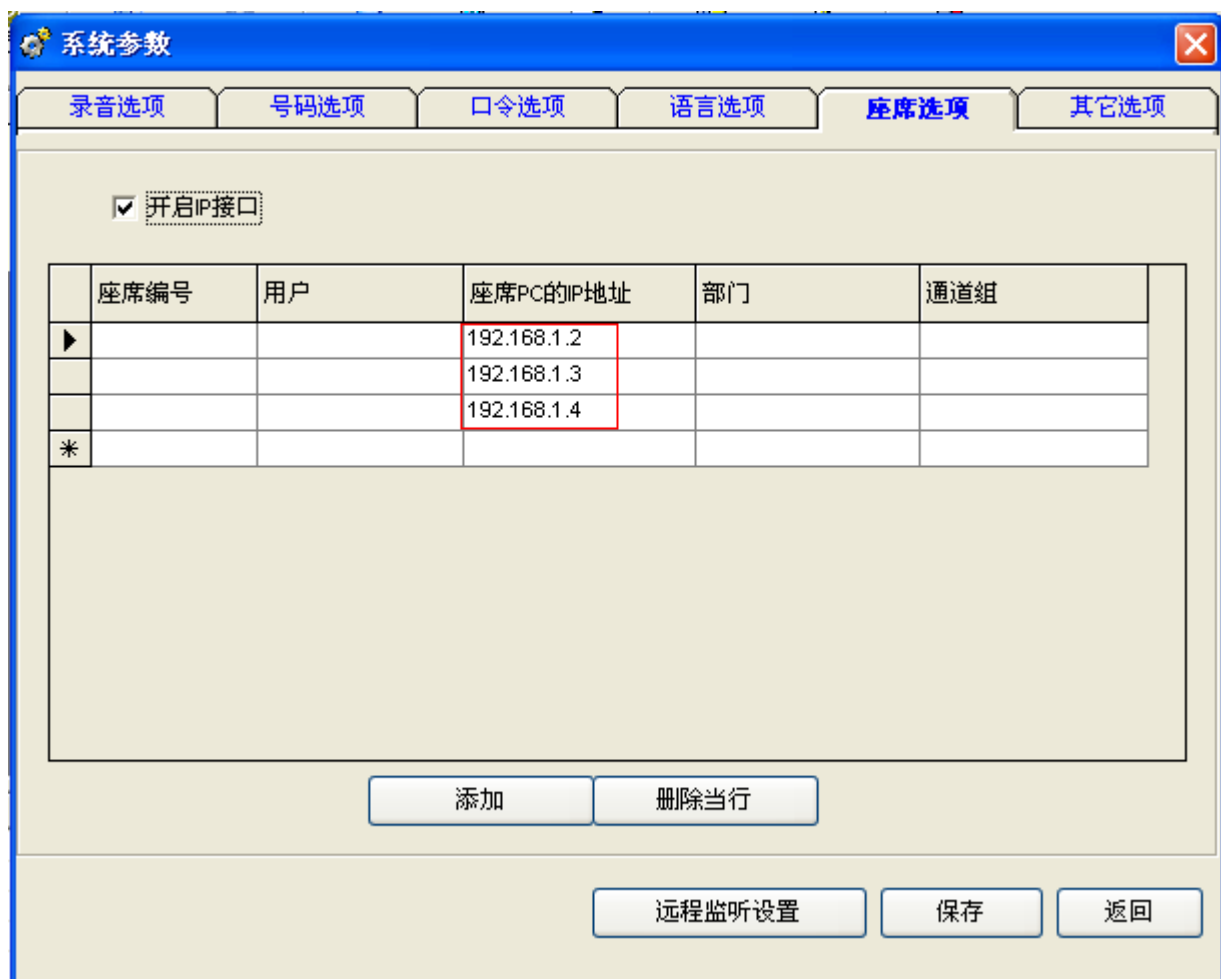 系统参数
录音选项 号码选项 口令选项 语言选项 座席选项 其它选项
开启IP接口
座席编号 用户 座席PC的IP地址 部门 通道组
192.168.1.2
192.168.1.3
192.168.1.4
添加 删除当行
远程监听设置 保存 返回